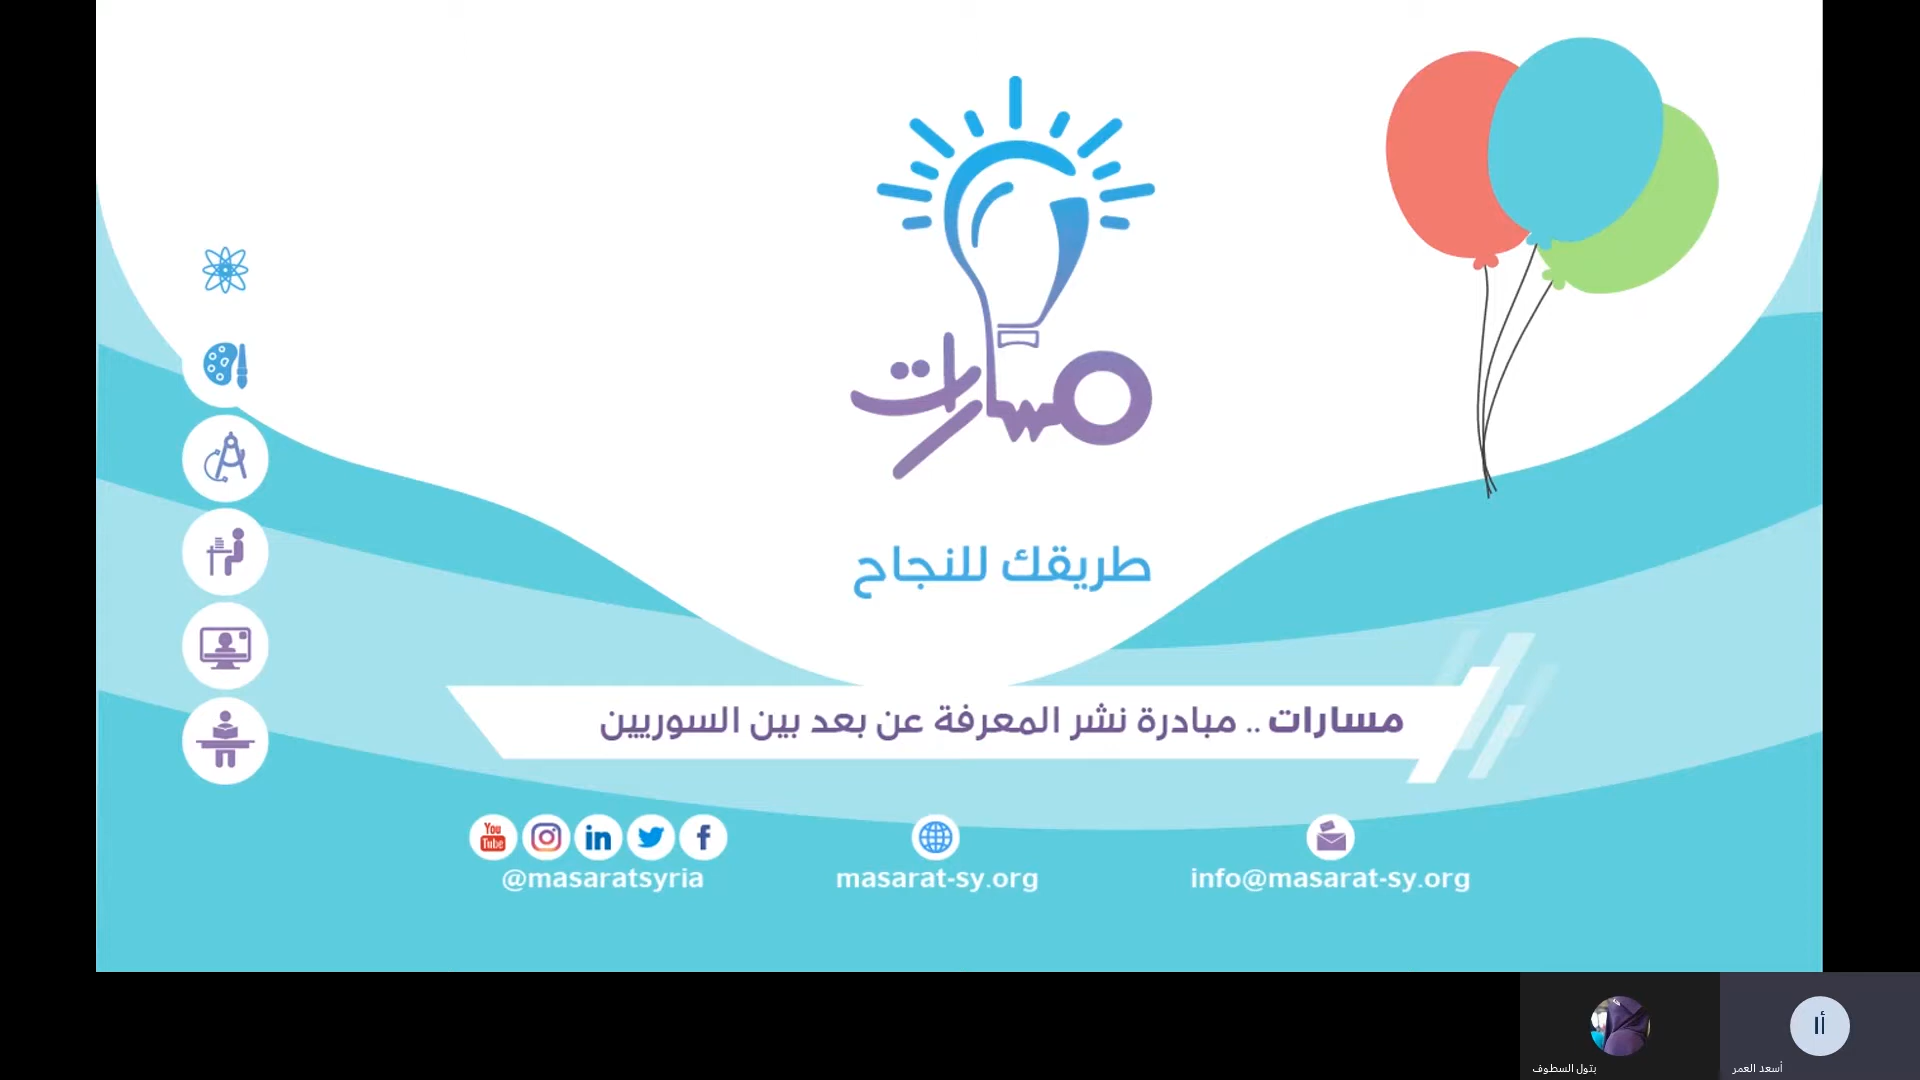 مسارات
طريقك للنجاح
مسارات .. مبادرة نشر المعرفة عن بعد بين السوريين
You
Tube
in
f
@masaratsyria
masarat-sy.org
info@masarat-sy.org
أا
بتول السطوف
أسعد العمر